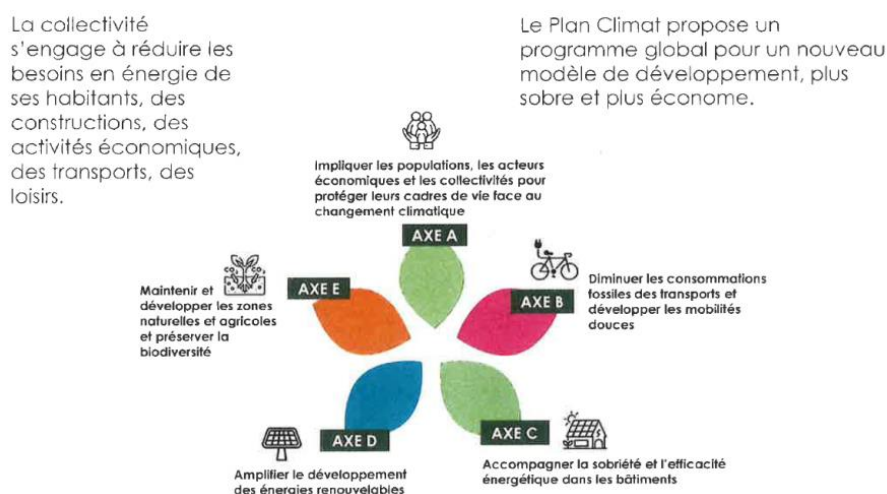 La collectivité
s'engage à réduire les
besoins en énergie de
ses habitants, des
constructions, des
activités économiques,
des transports, des
loisirs.
Le Plan Climat propose un
programme global pour un nouveau
modèle de développement, plus
sobre et plus économe.
Impliquer les populations, les acteurs
économiques et les collectivités pour
protéger leurs cadres de vie face au
changement climatique
AXE A
AXE B
Diminuer les consommations
fossiles des transports et
développer les mobilités
douces
AXE C
Accompagner la sobriété et l'efficacité
énergétique dans les bâtiments
AXE D
Amplifier le développement
des énergies renouvelables
AXE E
Maintenir et
développer les zones
naturelles et agricoles
et préserver la
biodiversité